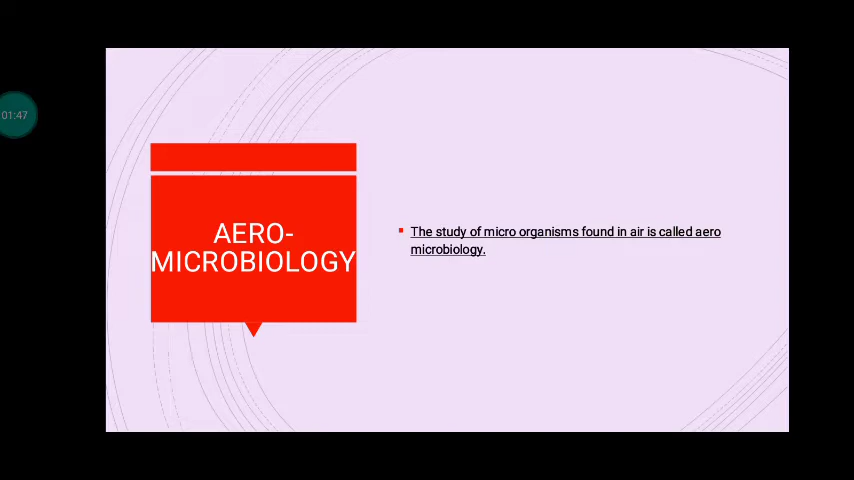 01:47
AERO-
MICROBIOLOGY
The study of micro organisms found in air is called aero
microbiology.